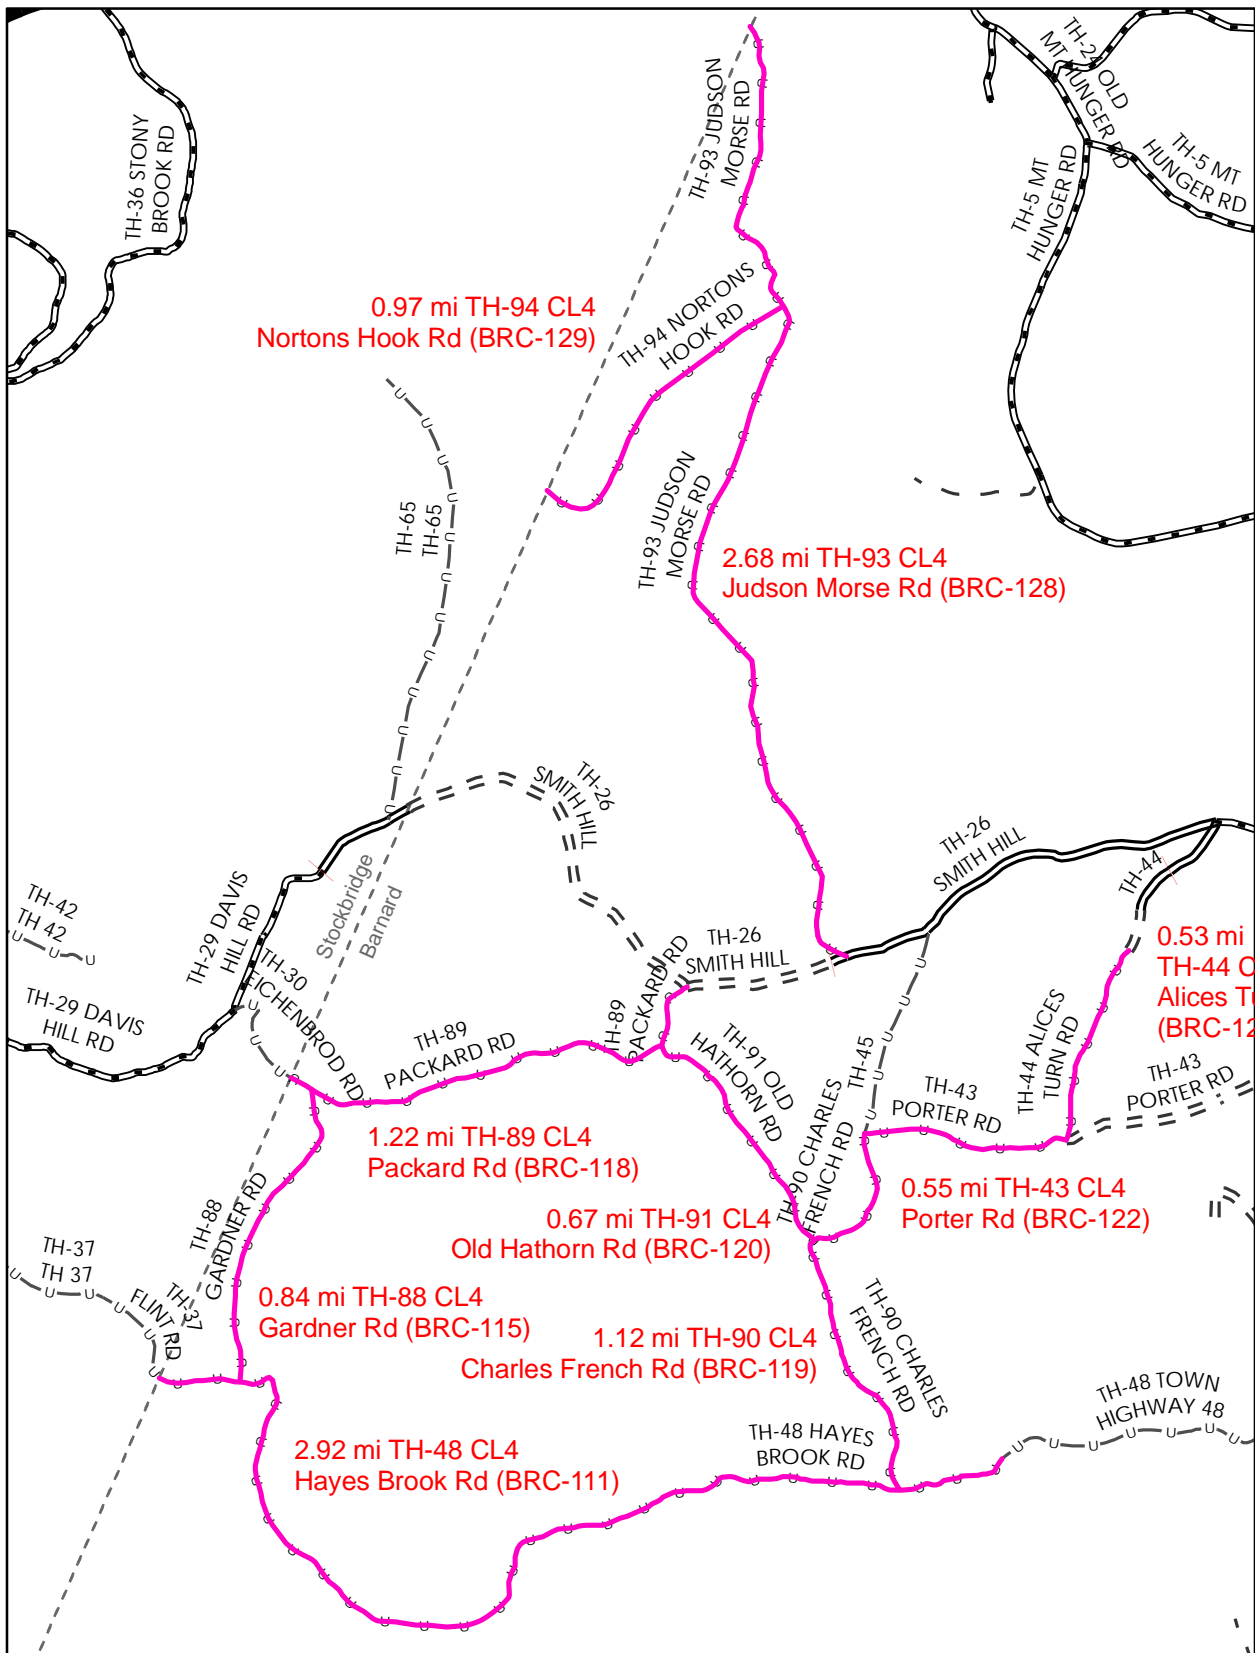 TH-24 OLD
MT HUNGER RD
TH-36 STONY
BROOK RD
TH-93 JUDSON
MORSE RD
TH-5 MT
HUNGER RD
TH-5 MT
HUNGER RD
0.97 mi TH-94 CL4
Nortons Hook Rd (BRC-129)
TH-94 NORTONS
HOOK RD
TH-65
TH-65
TH-93 JUDSON
MORSE RD
2.68 mi TH-93 CL4
Judson Morse Rd (BRC-128)
TH-26
SMITH HILL
TH-26
SMITH HILL
TH-44
TH-42
TH 42
TH-29 DAVIS
HILL RD
Stockbridge
Barnard
TH-26
SMITH HILL
0.53 mi
TH-44 C
Alices Tu
(BRC-12
TH-30
EICHENBROD RD
TH-29 DAVIS
HILL RD
TH-89
PACKARD RD
TH-89
PACKARD RD
TH-91 OLD
HATHORN RD
TH-45
TH-44 ALICES
TURN RD
TH-43
PORTER RD
TH-43
PORTER RD
1.22 mi TH-89 CL4
Packard Rd (BRC-118)
TH-90 CHARLES
FRENCH RD
0.55 mi TH-43 CL4
Porter Rd (BRC-122)
TH-88
GARDNER RD
0.67 mi TH-91 CL4
Old Hathorn Rd (BRC-120)
TH-37
TH 37
TH-37
FLINT RD
0.84 mi TH-88 CL4
Gardner Rd (BRC-115)
1.12 mi TH-90 CL4
Charles French Rd (BRC-119)
TH-90 CHARLES
FRENCH RD
TH-48 TOWN
HIGHWAY 48
2.92 mi TH-48 CL4
Hayes Brook Rd (BRC-111)
TH-48 HAYES
BROOK RD